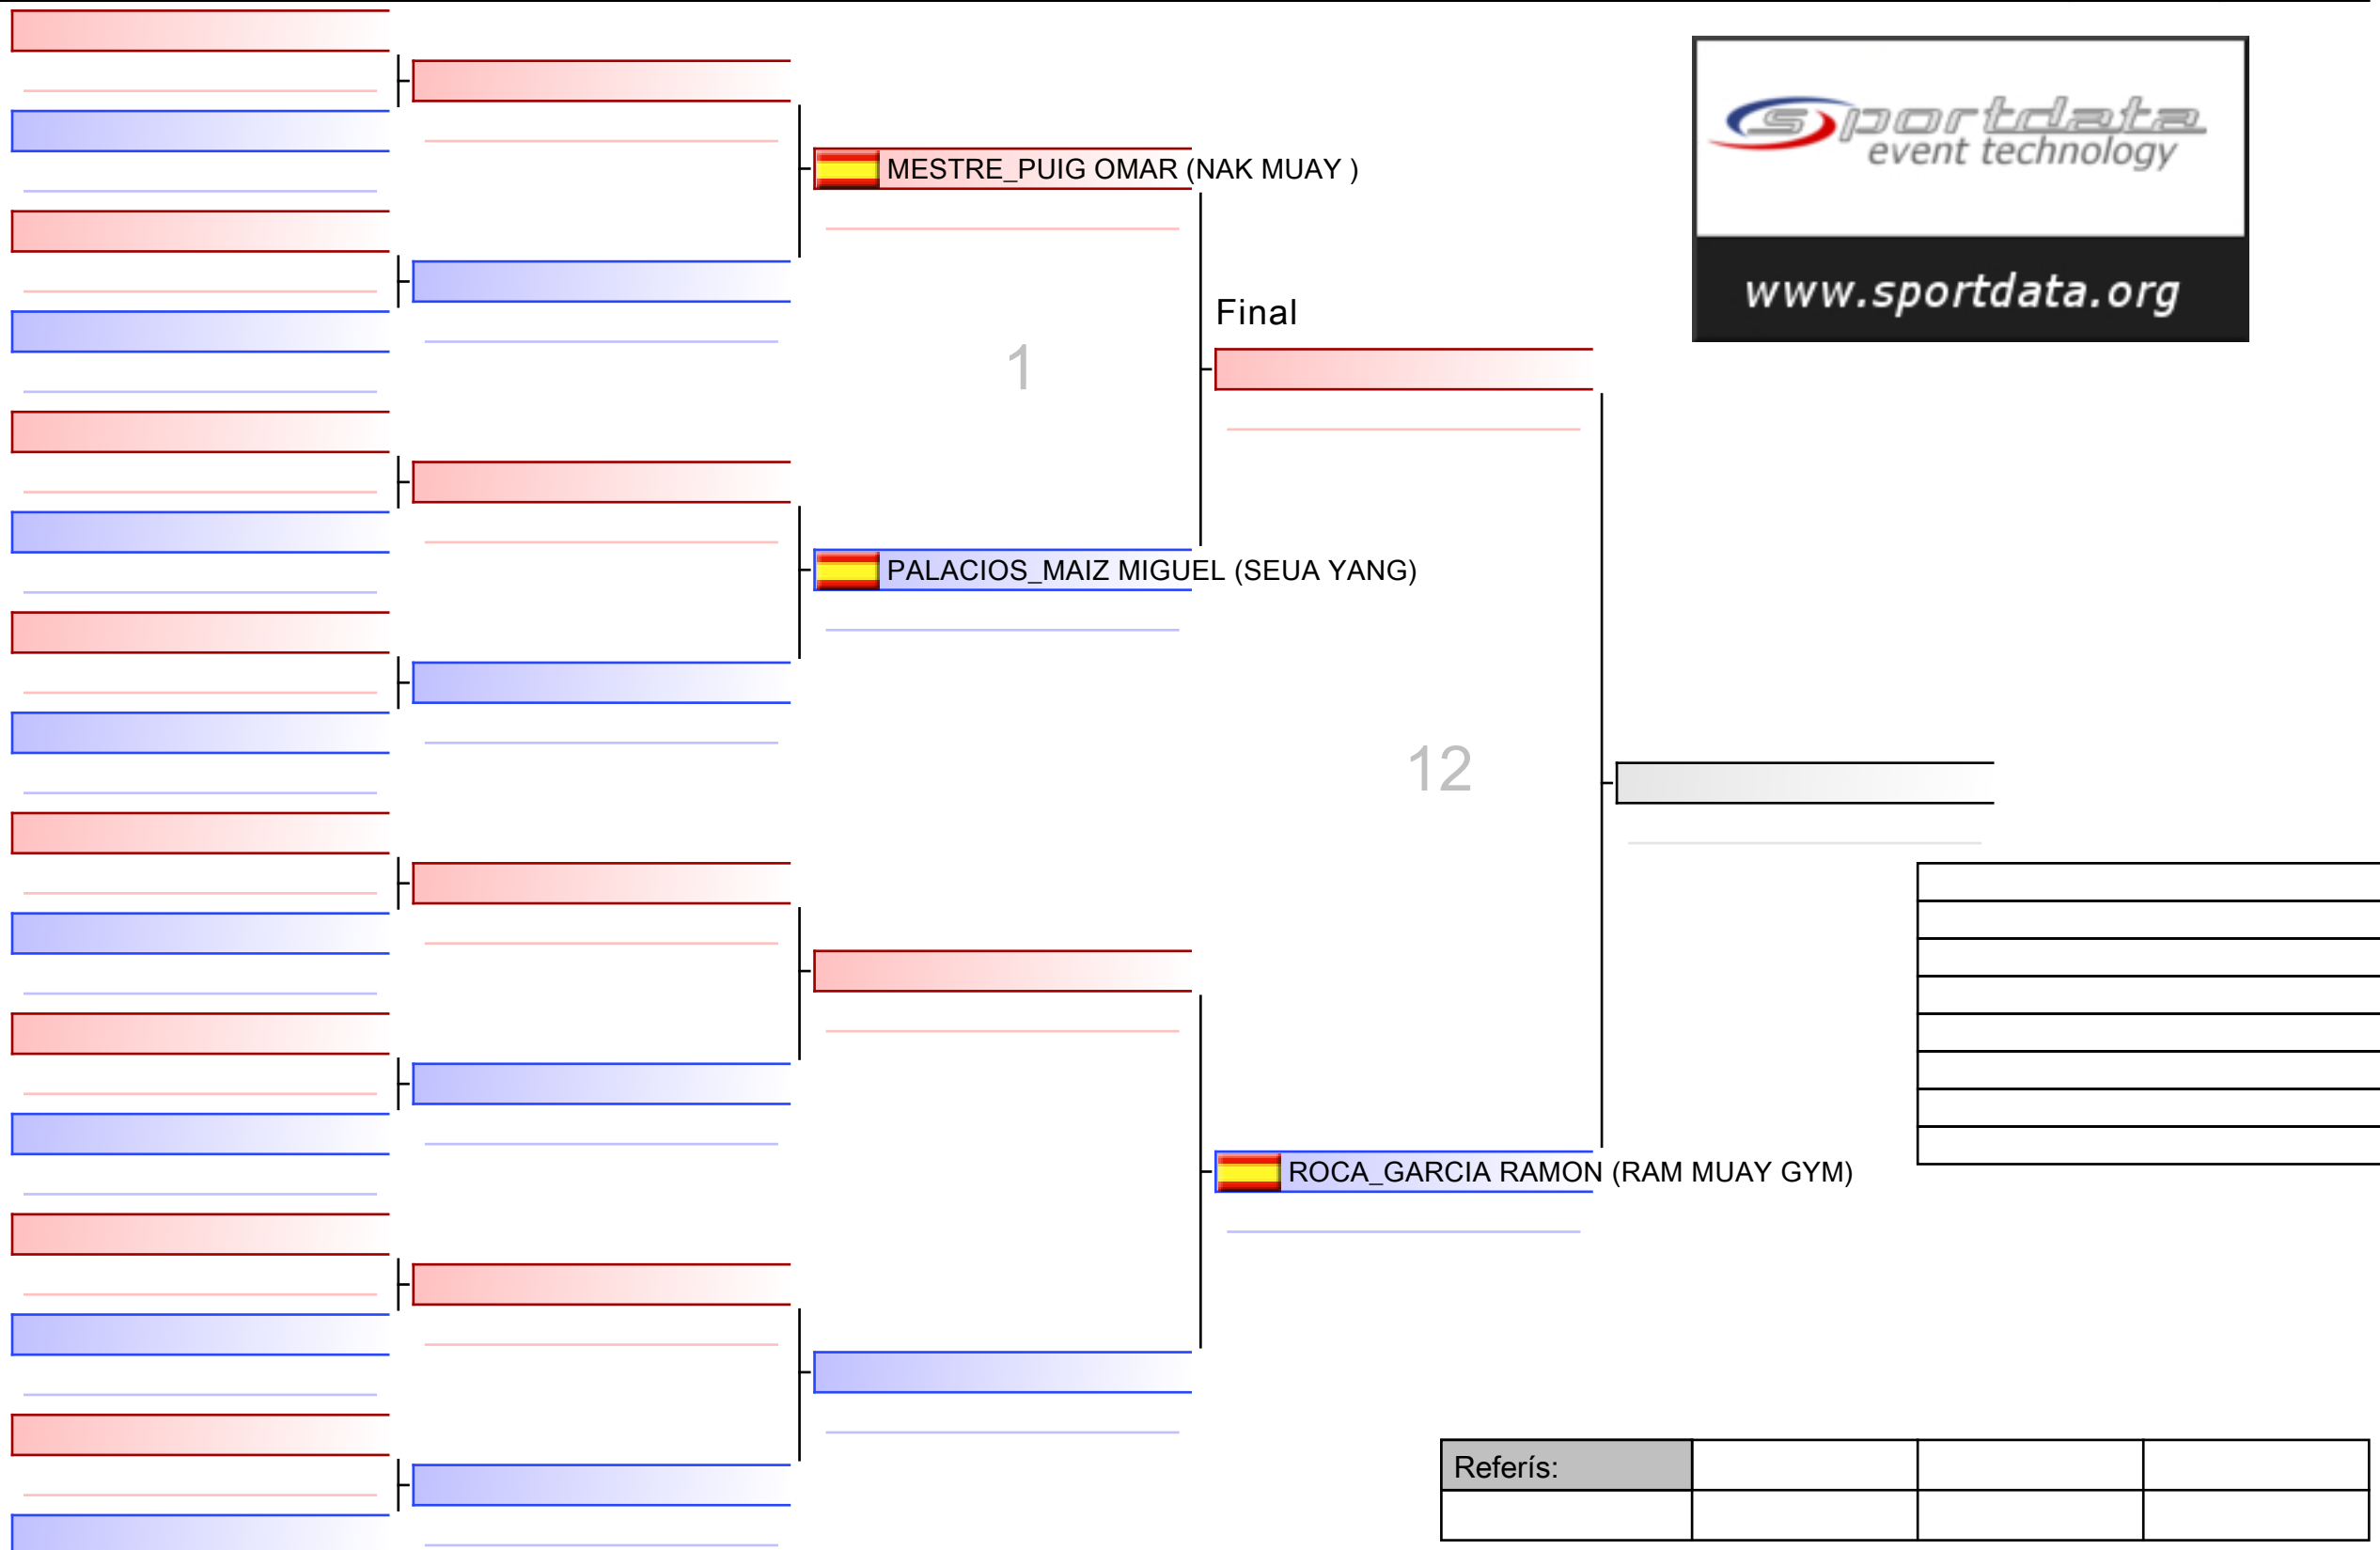 sportdata
event technology
www.sportdata.org
MESTRE_PUIG OMAR (NAK MUAY )
Final
1
PALACIOS_MAIZ MIGUEL (SEUA YANG)
12
ROCA_GARCIA RAMON (RAM MUAY GYM)
Referís: